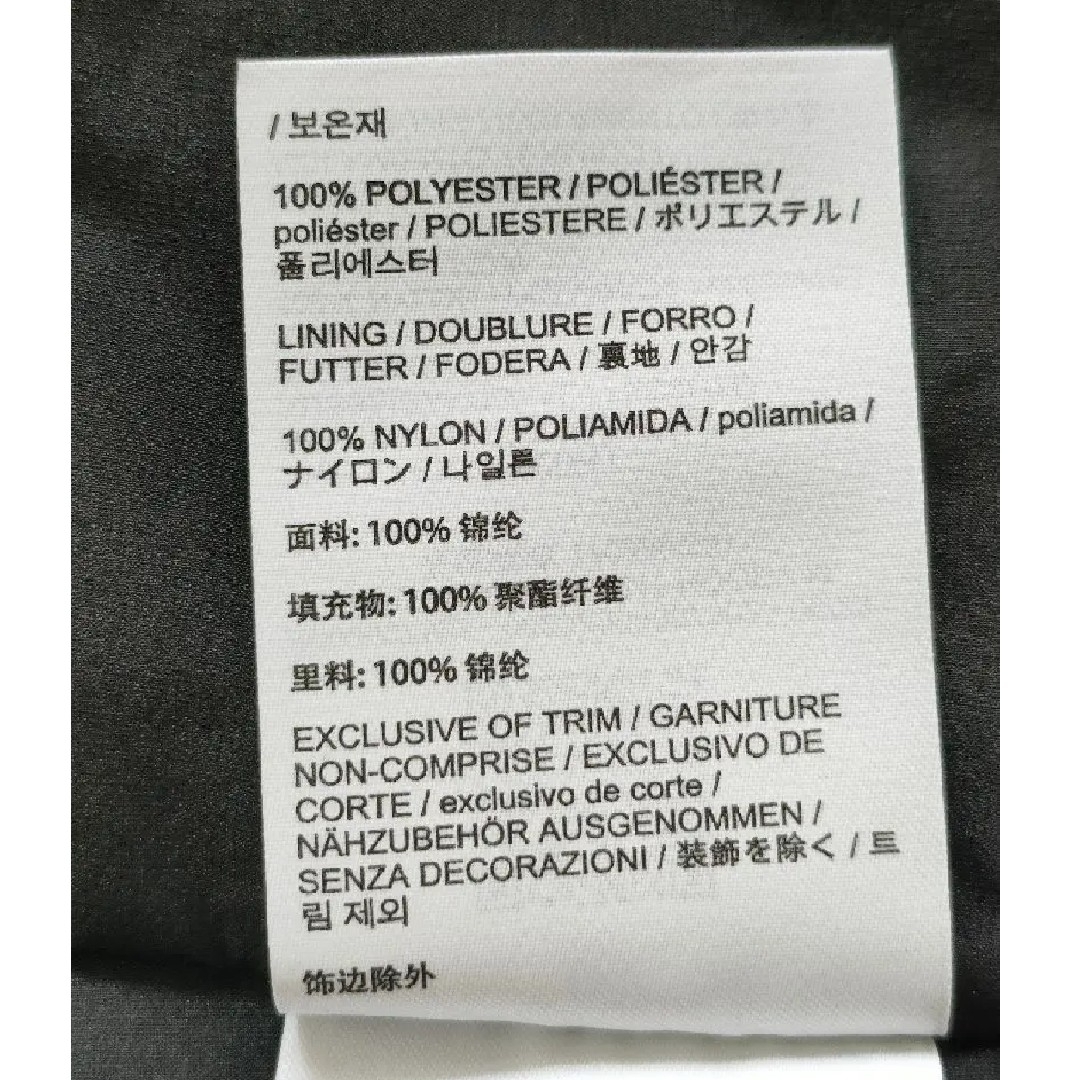 / 보온재
100% POLYESTER / POLIÉSTER /
poliéster / POLIESTERE / ポリエステル /
폴리에스터
LINING / DOUBLURE / FORRO /
FUTTER / FODERA / 裏地 / 안감
100% NYLON / POLIAMIDA / poliamida /
ナイロン / 나일론
面料: 100% 锦纶
填充物: 100% 聚酯纤维
里料: 100% 锦纶
EXCLUSIVE OF TRIM / GARNITURE
NON-COMPRISE / EXCLUSIVO DE
CORTE / exclusivo de corte /
NÄHZUBEHÖR AUSGENOMMEN /
SENZA DECORAZIONI / 装飾を除く / 트
림 제외
饰边除外